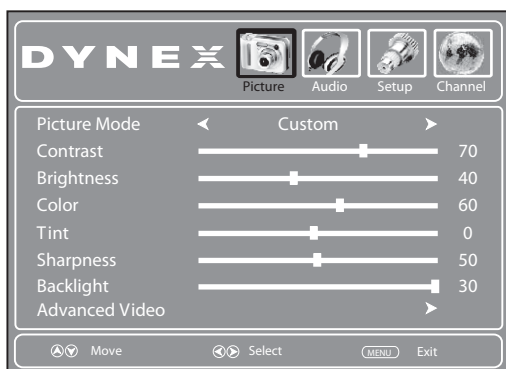 DYNEX
Picture Audio Setup Channel
Picture Mode Custom
Contrast 70
Brightness 40
Color 60
Tint 0
Sharpness 50
Backlight 30
Advanced Video
Move Select MENU Exit